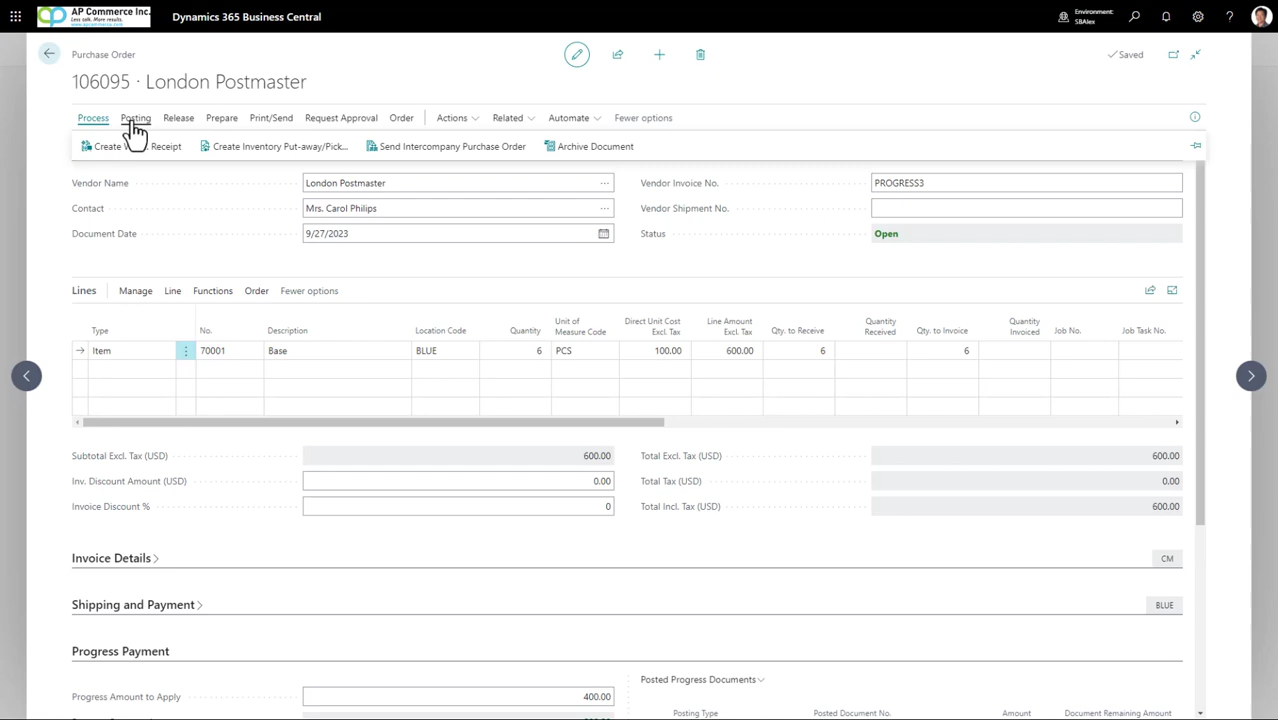 AP Commerce Inc.
Less talk. More results.
www.apcommerce.com
Dynamics 365 Business Central
Environment:
SBAlex
Purchase Order
Saved
106095 · London Postmaster
Process Posting Release Prepare Print/Send Request Approval Order Actions Related Automate Fewer options
Create Receipt Create Inventory Put-away/Pick... Send Intercompany Purchase Order Archive Document
Vendor Name London Postmaster ... Vendor Invoice No. PROGRESS3
Contact Mrs. Carol Philips ... Vendor Shipment No.
Document Date 9/27/2023 Status Open
Lines Manage Line Functions Order Fewer options
Type No. Description Location Code Quantity Unit of Measure Code Direct Unit Cost Excl. Tax Line Amount Excl. Tax Qty. to Receive Quantity Received Qty. to Invoice Quantity Invoiced Job No. Job Task No.
Item 70001 Base BLUE 6 PCS 100.00 600.00 6 6
Subtotal Excl. Tax (USD) 600.00 Total Excl. Tax (USD) 600.00
Inv. Discount Amount (USD) 0.00 Total Tax (USD) 0.00
Invoice Discount % 0 Total Incl. Tax (USD) 600.00
Invoice Details CM
Shipping and Payment BLUE
Progress Payment
Posted Progress Documents
Progress Amount to Apply 400.00
Posting Type Posted Document No. Amount Document Remaining Amount